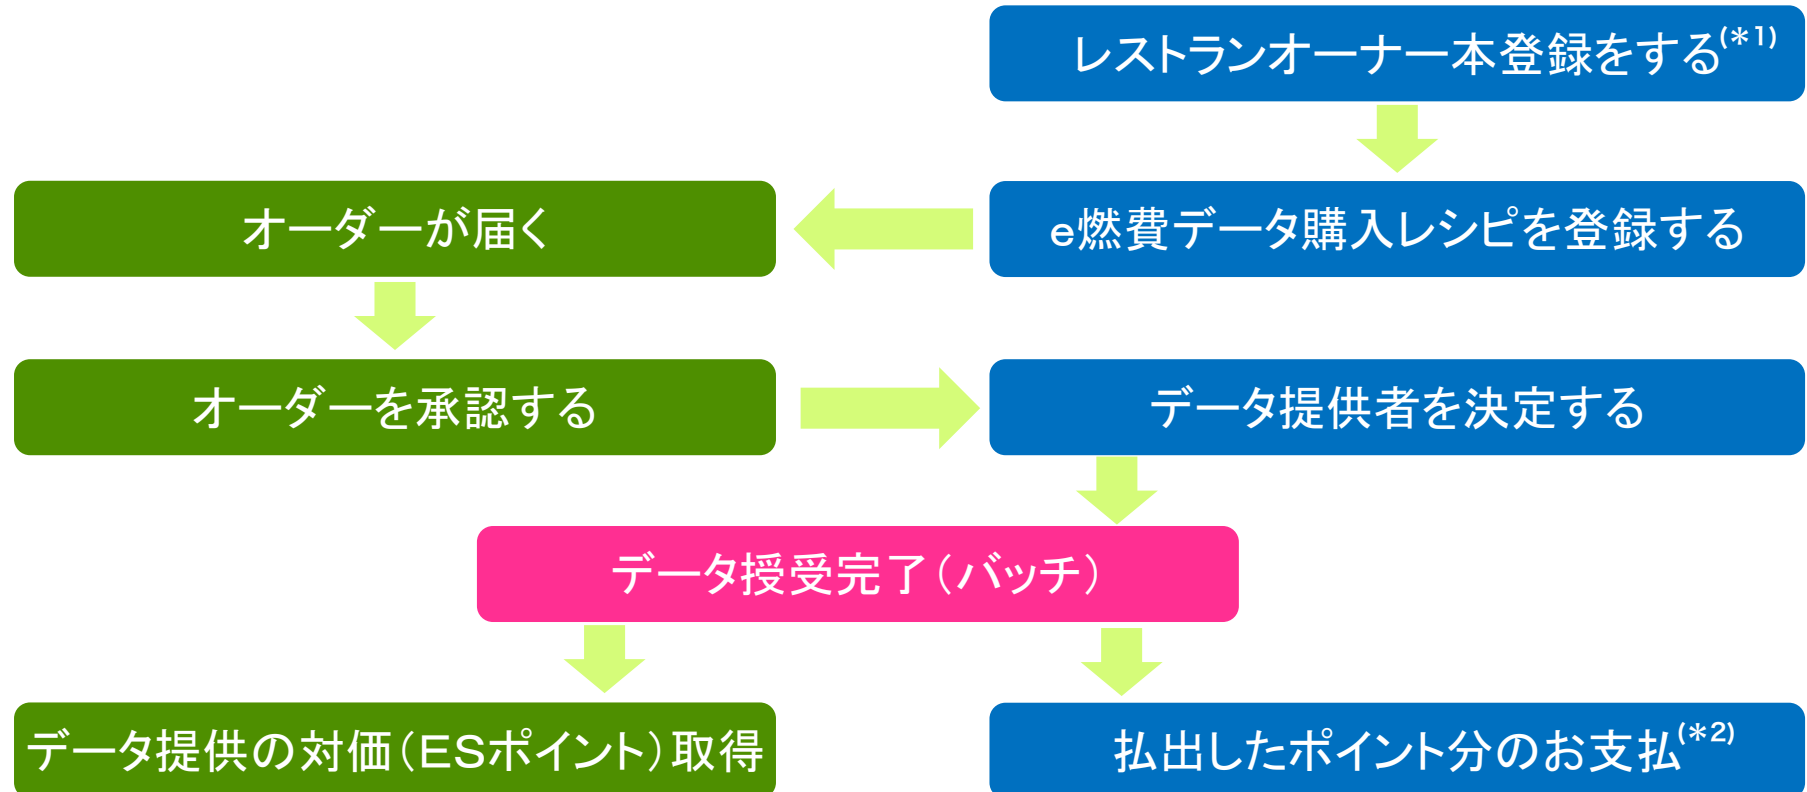 レストランオーナー本登録をする(*1)
オーダーが届く
e燃費データ購入レシピを登録する
オーダーを承認する
データ提供者を決定する
データ授受完了(バッチ)
データ提供の対価(ESポイント)取得
払出したポイント分のお支払(*2)